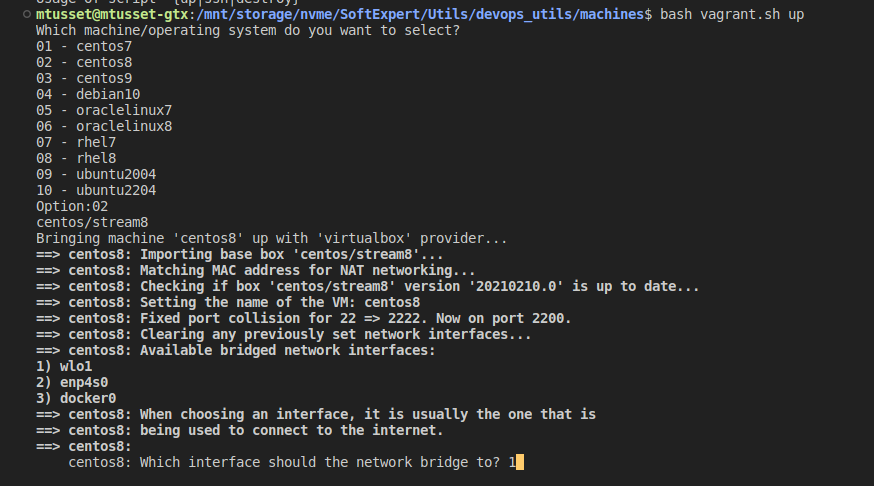 mtusset@mtusset-gtx:/mnt/storage/nvme/SoftExpert/Utils/devops_utils/machines$ bash vagrant.sh up
Which machine/operating system do you want to select?
01 - centos7
02 - centos8
03 - centos9
04 - debian10
05 - oraclelinux7
06 - oraclelinux8
07 - rhel7
08 - rhel8
09 - ubuntu2004
10 - ubuntu2204
Option:02
centos/stream8
Bringing machine 'centos8' up with 'virtualbox' provider...
==> centos8: Importing base box 'centos/stream8'...
==> centos8: Matching MAC address for NAT networking...
==> centos8: Checking if box 'centos/stream8' version '20210210.0' is up to date...
==> centos8: Setting the name of the VM: centos8
==> centos8: Fixed port collision for 22 => 2222. Now on port 2200.
==> centos8: Clearing any previously set network interfaces...
==> centos8: Available bridged network interfaces:
1) wlo1
2) enp4s0
3) docker0
==> centos8: When choosing an interface, it is usually the one that is
==> centos8: being used to connect to the internet.
==> centos8:
    centos8: Which interface should the network bridge to? 1